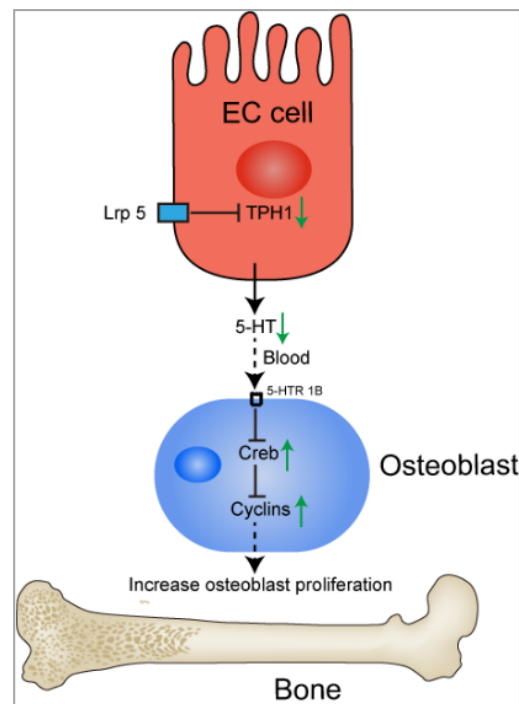 EC cell
Lrp 5
TPH1
5-HT
Blood
5-HTR 1B
Creb
Osteoblast
Cyclins
Increase osteoblast proliferation
Bone